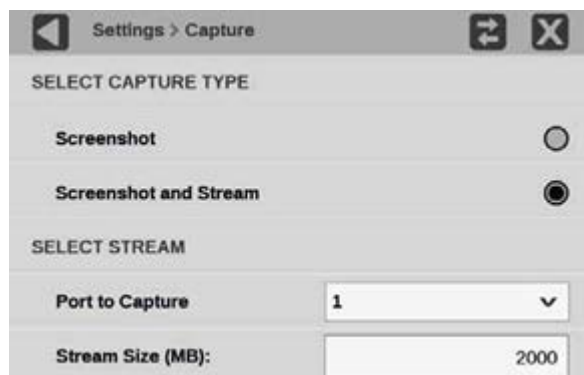 Settings > Capture
SELECT CAPTURE TYPE
Screenshot
Screenshot and Stream
SELECT STREAM
Port to Capture 1
Stream Size (MB): 2000